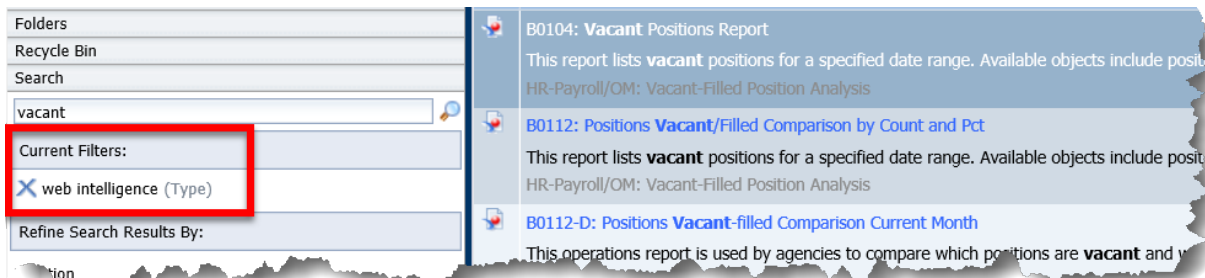 Folders
Recycle Bin
Search
vacant
Current Filters:
web intelligence (Type)
Refine Search Results By:
B0104: Vacant Positions Report
This report lists vacant positions for a specified date range. Available objects include
HR-Payroll/OM: Vacant-Filled Position Analysis
B0112: Positions Vacant/Filled Comparison by Count and Pct
This report lists vacant positions for a specified date range. Available objects include
HR-Payroll/OM: Vacant-Filled Position Analysis
B0112-D: Positions Vacant-filled Comparison Current Month
This operations report is used by agencies to compare which positions are vacant and